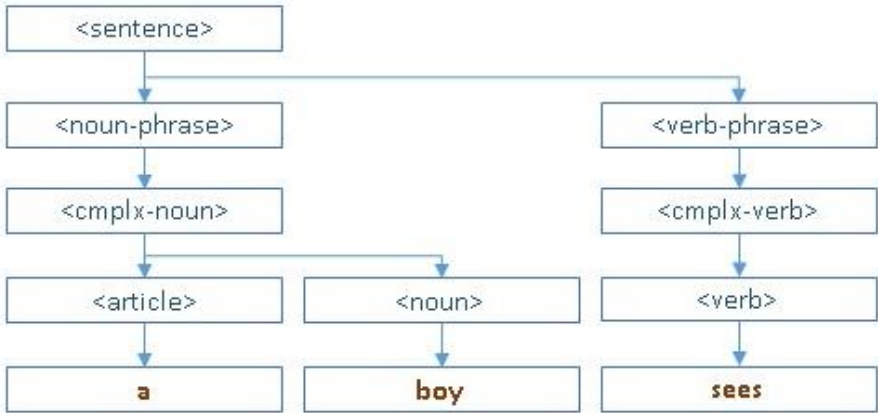 <sentence>
<noun-phrase> <verb-phrase>
<cmplx-noun> <cmplx-verb>
<article> <noun> <verb>
a boy sees